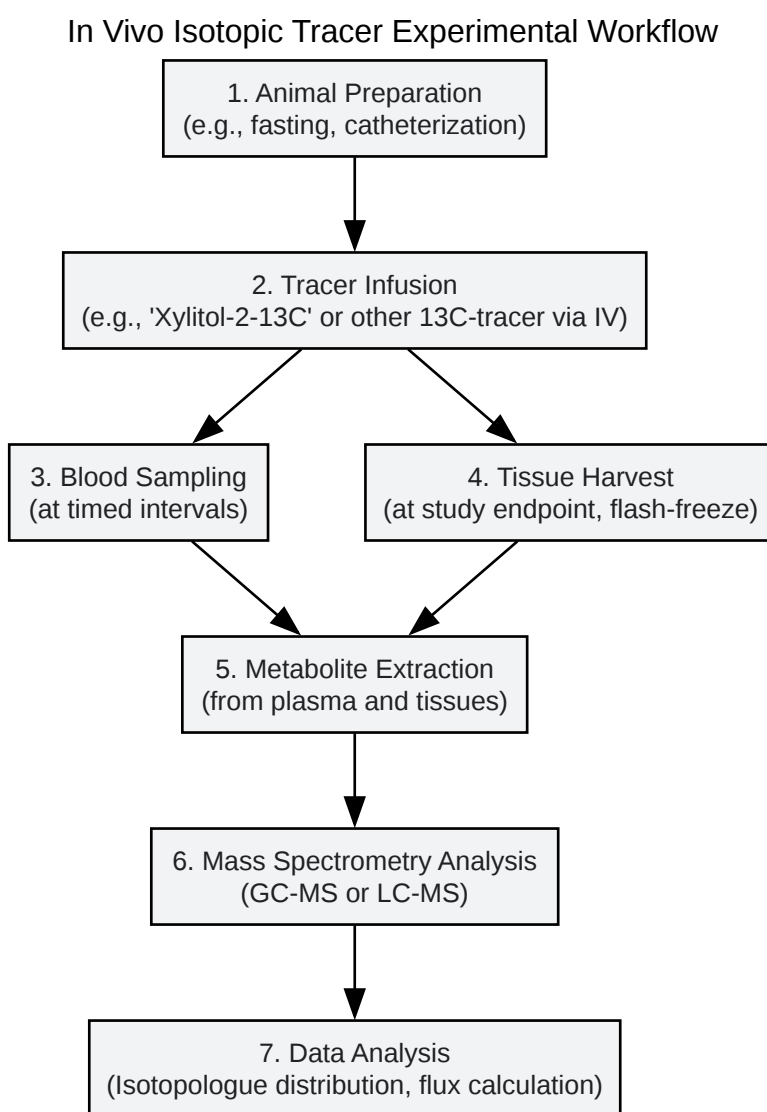 In Vivo Isotopic Tracer Experimental Workflow
1. Animal Preparation
(e.g., fasting, catheterization)
2. Tracer Infusion
(e.g., 'Xylitol-2-13C' or other 13C-tracer via IV)
3. Blood Sampling
(at timed intervals)
4. Tissue Harvest
(at study endpoint, flash-freeze)
5. Metabolite Extraction
(from plasma and tissues)
6. Mass Spectrometry Analysis
(GC-MS or LC-MS)
7. Data Analysis
(Isotopologue distribution, flux calculation)